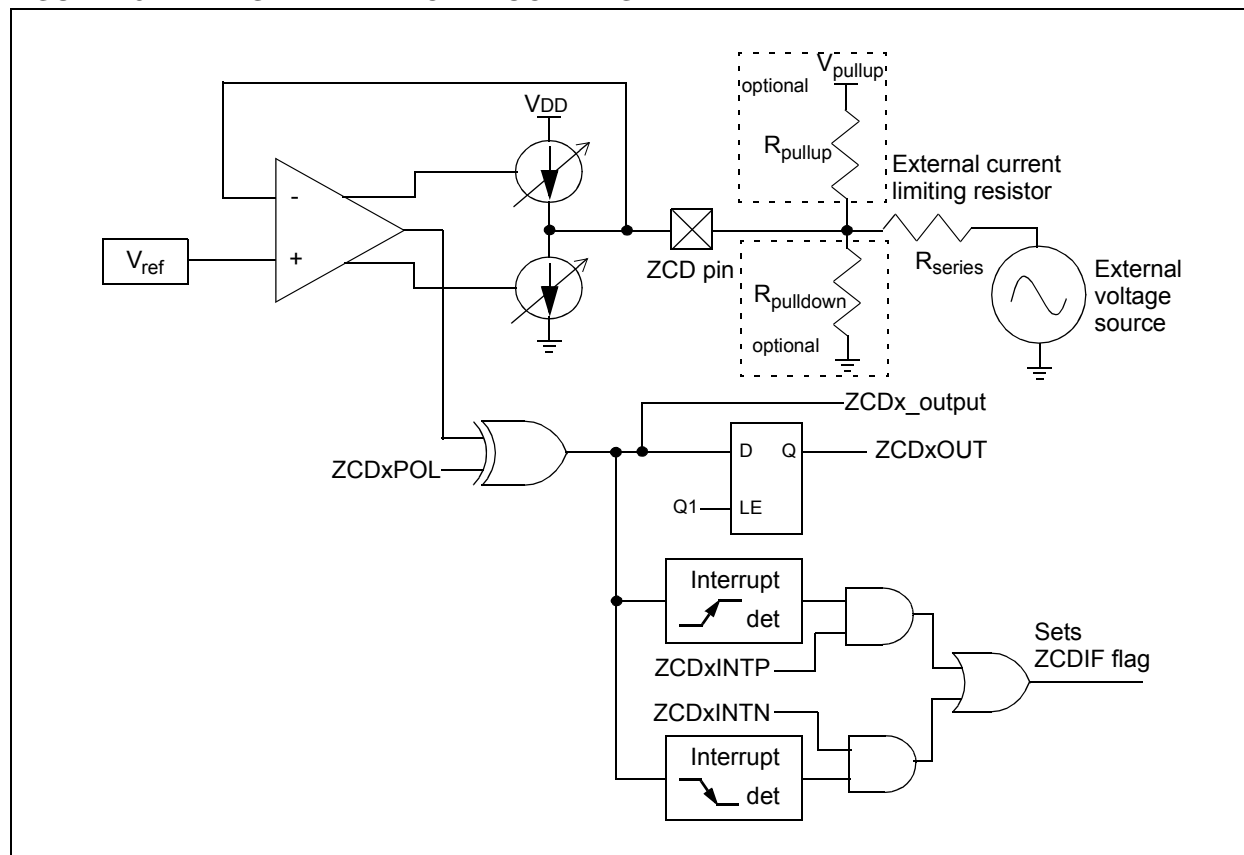 optional
Vpullup
VDD
Rpullup
External current
limiting resistor
-
+
Vref
ZCD pin
Rseries
External
voltage
source
Rpulldown
optional
ZCDx_output
ZCDxPOL
D
Q
ZCDxOUT
Q1
LE
Interrupt
det
ZCDxINTP
Sets
ZCDIF flag
ZCDxINTN
Interrupt
det